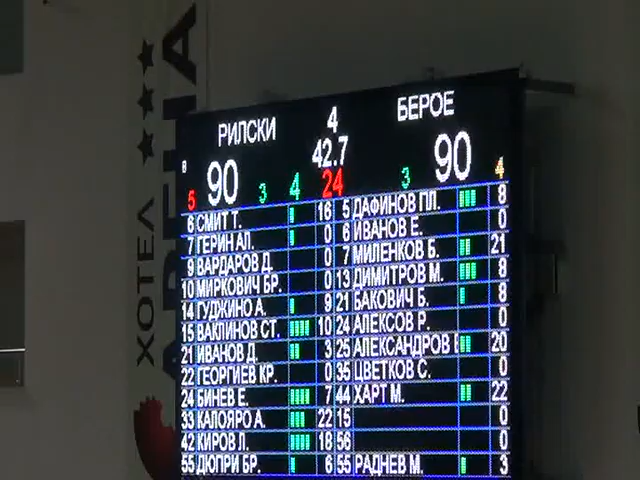 ХОТЕЛ ★★★
АРЕНА
РИЛСКИ 4 БЕРОЕ
42.7
В 90 90
5 3 4 24 3 4
6 СМИТ Т. 16 5 ДАФИНОВ ПЛ. 8
7 ГЕРИН АЛ. 0 6 ИВАНОВ Е. 0
9 ВАРДАРОВ Д. 0 7 МИЛЕНКОВ Б. 21
10 МИРКОВИЧ БР. 0 13 ДИМИТРОВ М. 8
14 ГУДЖИНО А. 9 21 БАКОВИЧ Б. 8
15 ВАКЛИНОВ СТ. 10 24 АЛЕКСОВ Р. 0
21 ИВАНОВ Д. 3 25 АЛЕКСАНДРОВ 20
22 ГЕОРГИЕВ КР. 0 35 ЦВЕТКОВ С. 0
24 БИНЕВ Е. 7 44 ХАРТ М. 22
33 КАЛОЯРО А. 22 15 0
42 КИРОВ Л. 18 56 0
55 ДЮПРИ БР. 6 55 РАДНЕВ М. 3